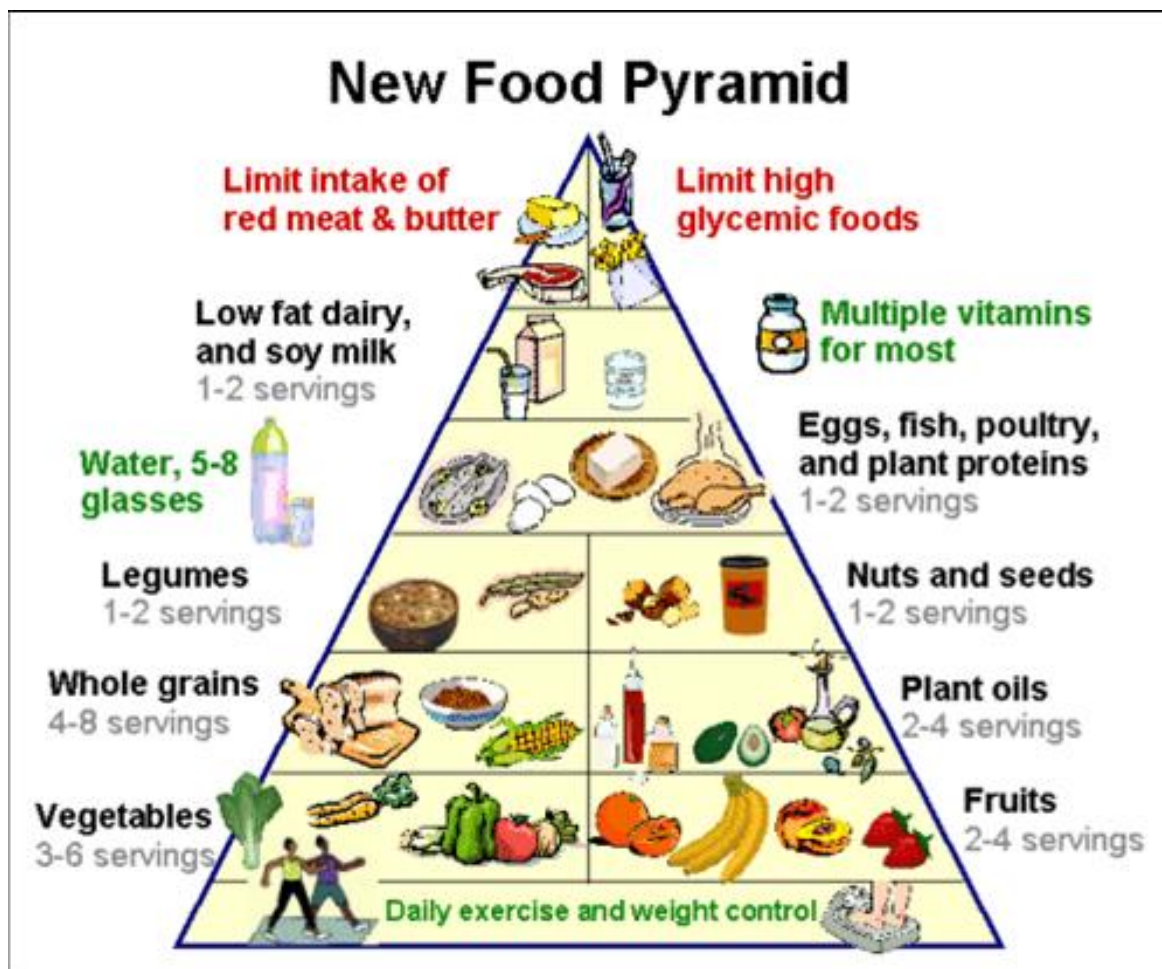 New Food Pyramid
Limit intake of
red meat & butter
Limit high
glycemic foods
Low fat dairy,
and soy milk
1-2 servings
Multiple vitamins
for most
Water, 5-8
glasses
Eggs, fish, poultry,
and plant proteins
1-2 servings
Legumes
1-2 servings
Nuts and seeds
1-2 servings
Whole grains
4-8 servings
Plant oils
2-4 servings
Vegetables
3-6 servings
Fruits
2-4 servings
Daily exercise and weight control